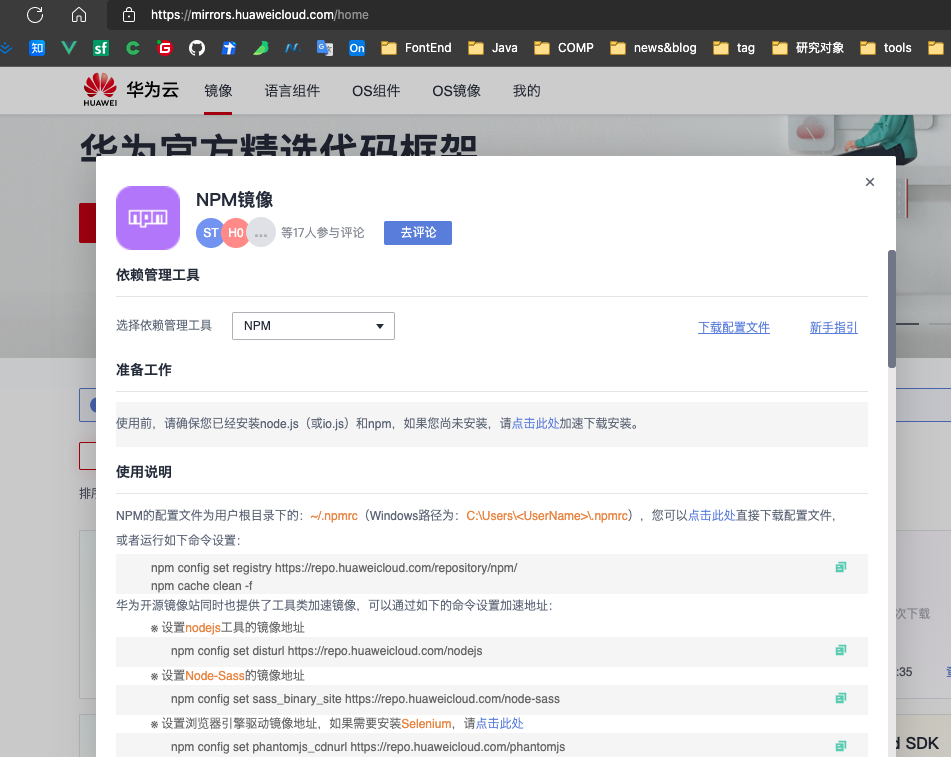 https://mirrors.huaweicloud.com/home
知
sf
C
G
On
FontEnd
Java
COMP
news&blog
tag
研究对象
tools
HUAWEI
华为云
镜像
语言组件
OS组件
OS镜像
我的
华为官方精选代码框架
npm
NPM镜像
ST
H0
...
等17人参与评论
去评论
依赖管理工具
选择依赖管理工具
NPM
下载配置文件
新手指引
准备工作
使用前，请确保您已经安装node.js（或io.js）和npm，如果您尚未安装，请点击此处加速下载安装。
使用说明
NPM的配置文件为用户根目录下的：~/.npmrc（Windows路径为：C:\Users\<UserName>\.npmrc），您可以点击此处直接下载配置文件，
或者运行如下命令设置：
npm config set registry https://repo.huaweicloud.com/repository/npm/
npm cache clean -f
华为开源镜像站同时也提供了工具类加速镜像，可以通过如下的命令设置加速地址：
※ 设置nodejs工具的镜像地址
npm config set disturl https://repo.huaweicloud.com/nodejs
※ 设置Node-Sass的镜像地址
npm config set sass_binary_site https://repo.huaweicloud.com/node-sass
※ 设置浏览器引擎驱动镜像地址，如果需要安装Selenium，请点击此处
npm config set phantomjs_cdnurl https://repo.huaweicloud.com/phantomjs
排
次下载
:35
SDK